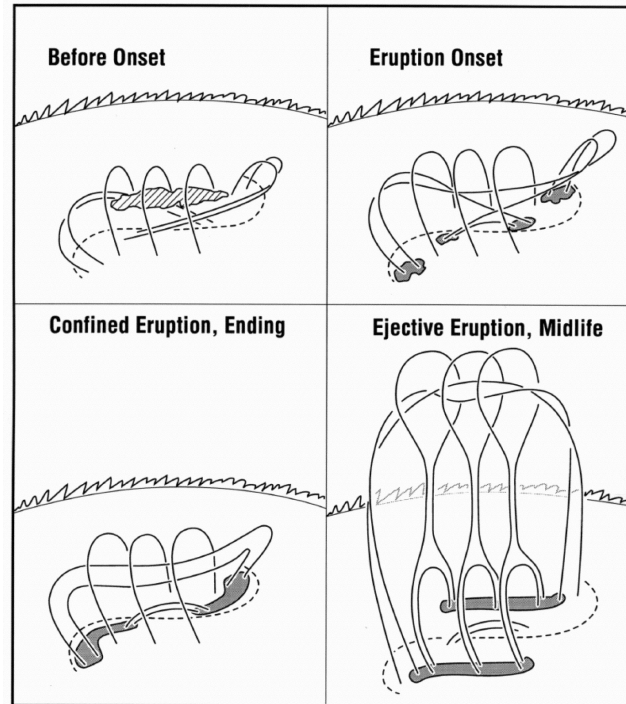 Before Onset
Eruption Onset
Confined Eruption, Ending
Ejective Eruption, Midlife